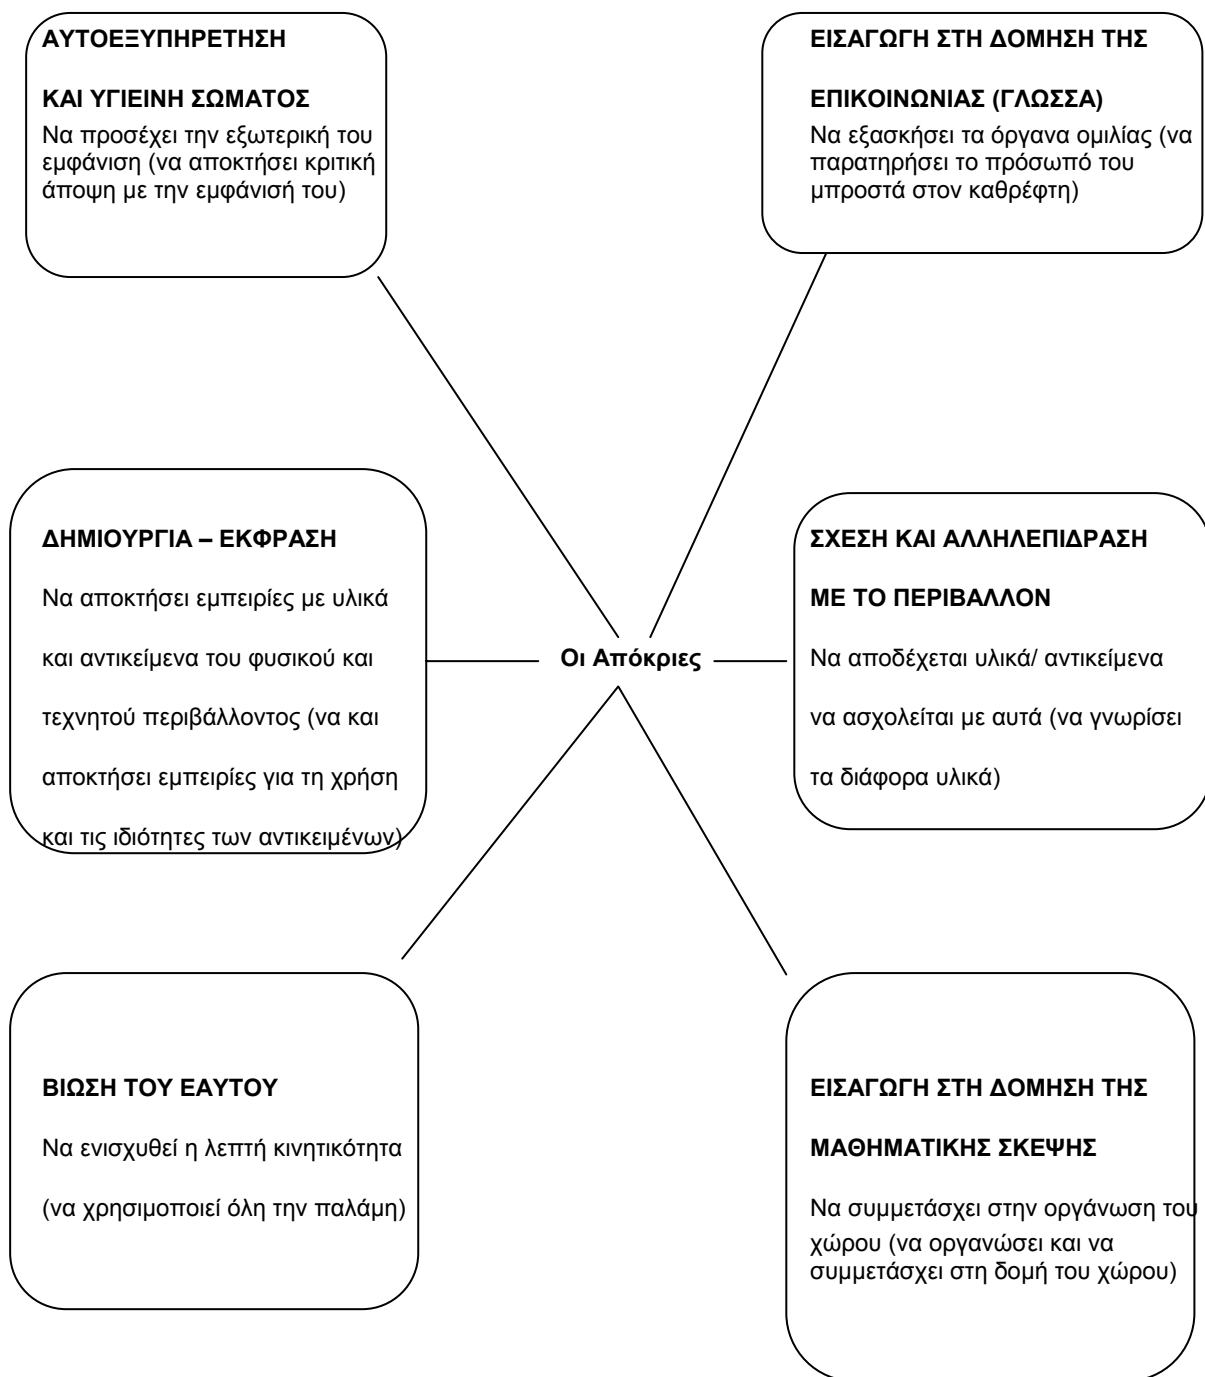 ΑΥΤΟΕΞΥΠΗΡΕΤΗΣΗ
ΚΑΙ ΥΓΙΕΙΝΗ ΣΩΜΑΤΟΣ
Να προσέχει την εξωτερική του
εμφάνιση (να αποκτήσει κριτική
άποψη με την εμφάνισή του)
ΕΙΣΑΓΩΓΗ ΣΤΗ ΔΟΜΗΣΗ ΤΗΣ
ΕΠΙΚΟΙΝΩΝΙΑΣ (ΓΛΩΣΣΑ)
Να εξασκήσει τα όργανα ομιλίας (να
παρατηρήσει το πρόσωπό του
μπροστά στον καθρέφτη)
ΔΗΜΙΟΥΡΓΙΑ – ΕΚΦΡΑΣΗ
Να αποκτήσει εμπειρίες με υλικά
και αντικείμενα του φυσικού και
τεχνητού περιβάλλοντος (να και
αποκτήσει εμπειρίες για τη χρήση
και τις ιδιότητες των αντικειμένων)
Οι Απόκριες
ΣΧΕΣΗ ΚΑΙ ΑΛΛΗΛΕΠΙΔΡΑΣΗ
ΜΕ ΤΟ ΠΕΡΙΒΑΛΛΟΝ
Να αποδέχεται υλικά/ αντικείμενα
να ασχολείται με αυτά (να γνωρίσει
τα διάφορα υλικά)
ΒΙΩΣΗ ΤΟΥ ΕΑΥΤΟΥ
Να ενισχυθεί η λεπτή κινητικότητα
(να χρησιμοποιεί όλη την παλάμη)
ΕΙΣΑΓΩΓΗ ΣΤΗ ΔΟΜΗΣΗ ΤΗΣ
ΜΑΘΗΜΑΤΙΚΗΣ ΣΚΕΨΗΣ
Να συμμετάσχει στην οργάνωση του
χώρου (να οργανώσει και να
συμμετάσχει στη δομή του χώρου)